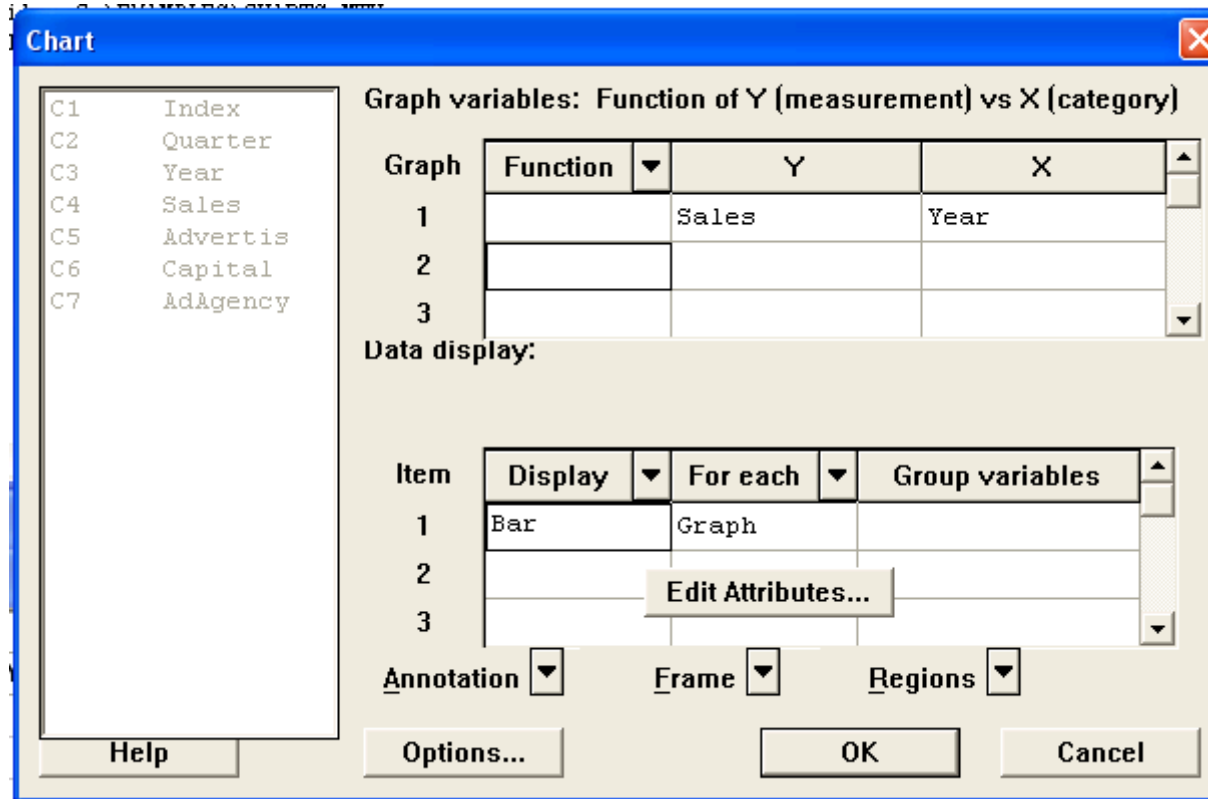 Chart
C1 Index
C2 Quarter
C3 Year
C4 Sales
C5 Advertis
C6 Capital
C7 AdAgency
Graph variables: Function of Y (measurement) vs X (category)
Graph Function Y X
1 Sales Year
2
3
Data display:
Item Display For each Group variables
1 Bar Graph
2
Edit Attributes...
3
Annotation Frame Regions
Help Options... OK Cancel